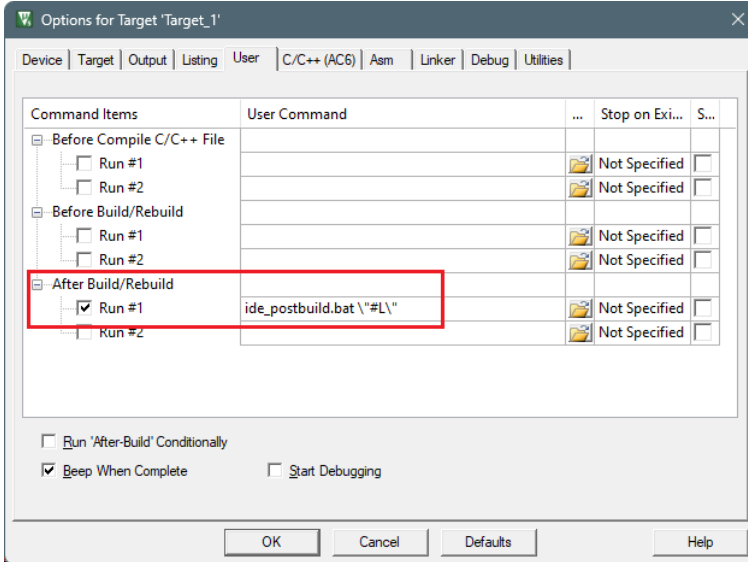 Options for Target 'Target_1'
Device Target Output Listing User C/C++ (AC6) Asm Linker Debug Utilities
Command Items User Command ... Stop on Exi... S...
Before Compile C/C++ File
Run #1 Not Specified
Run #2 Not Specified
Before Build/Rebuild
Run #1 Not Specified
Run #2 Not Specified
After Build/Rebuild
Run #1 ide_postbuild.bat \"#L\" Not Specified
Run #2 Not Specified
Run 'After-Build' Conditionally
Beep When Complete Start Debugging
OK Cancel Defaults Help